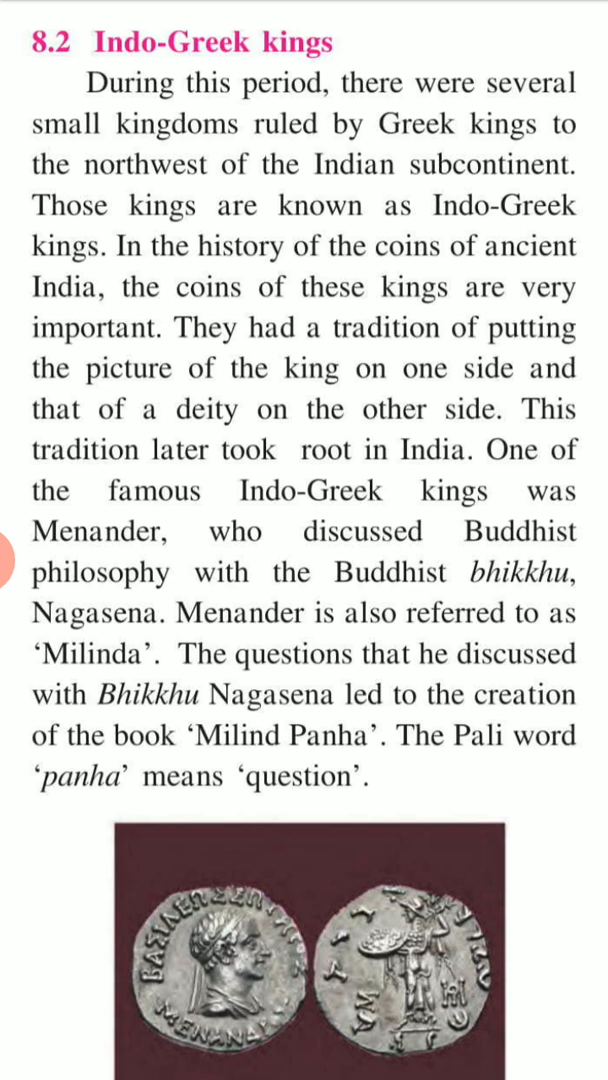 8.2 Indo-Greek kings
During this period, there were several
small kingdoms ruled by Greek kings to
the northwest of the Indian subcontinent.
Those kings are known as Indo-Greek
kings. In the history of the coins of ancient
India, the coins of these kings are very
important. They had a tradition of putting
the picture of the king on one side and
that of a deity on the other side. This
tradition later took root in India. One of
the famous Indo-Greek kings was
Menander, who discussed Buddhist
philosophy with the Buddhist bhikkhu,
Nagasena. Menander is also referred to as
‘Milinda’. The questions that he discussed
with Bhikkhu Nagasena led to the creation
of the book ‘Milind Panha’. The Pali word
‘panha’ means ‘question’.